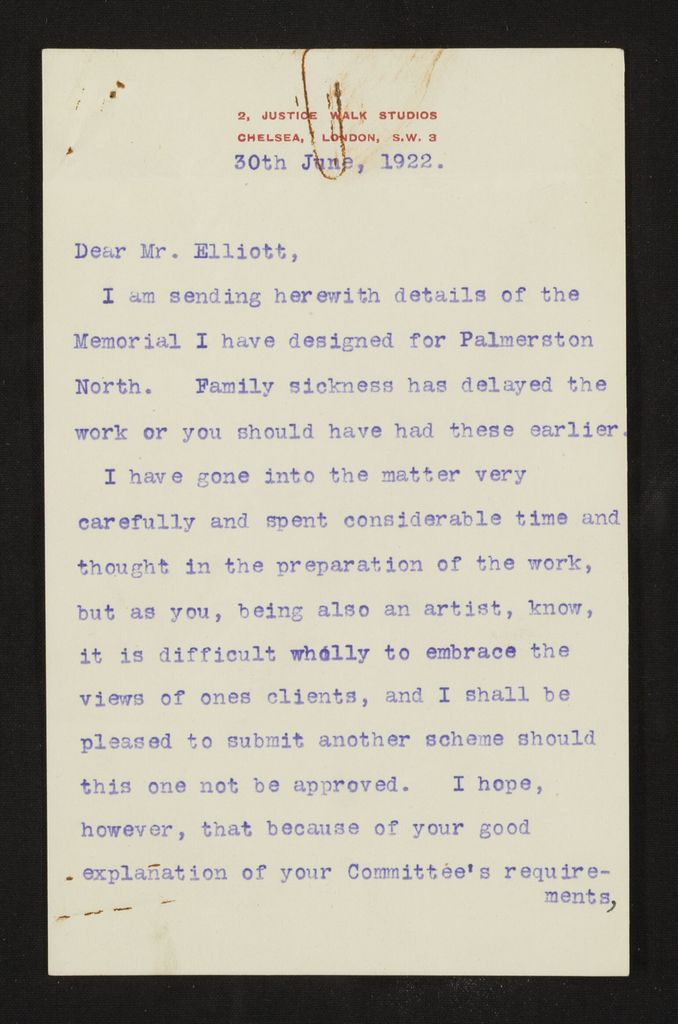 2, JUSTICE WALK STUDIOS
CHELSEA, LONDON, S.W. 3
30th June, 1922.
Dear Mr. Elliott,
I am sending herewith details of the
Memorial I have designed for Palmerston
North. Family sickness has delayed the
work or you should have had these earlier.
I have gone into the matter very
carefully and spent considerable time and
thought in the preparation of the work,
but as you, being also an artist, know,
it is difficult wholly to embrace the
views of ones clients, and I shall be
pleased to submit another scheme should
this one not be approved. I hope,
however, that because of your good
explanation of your Committee's require-
ments,